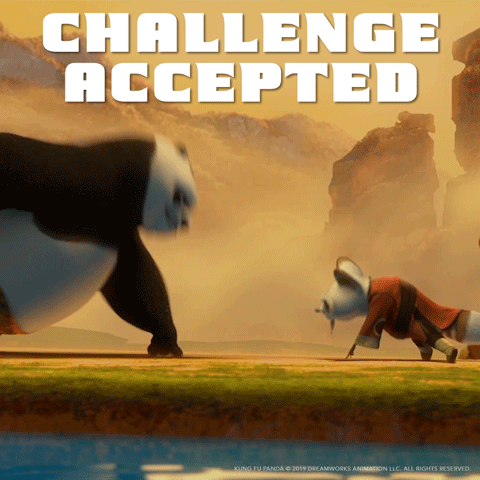 CHALLENGE
ACCEPTED
KUNG FU PANDA © 2019 DREAMWORKS ANIMATION LLC. ALL RIGHTS RESERVED.